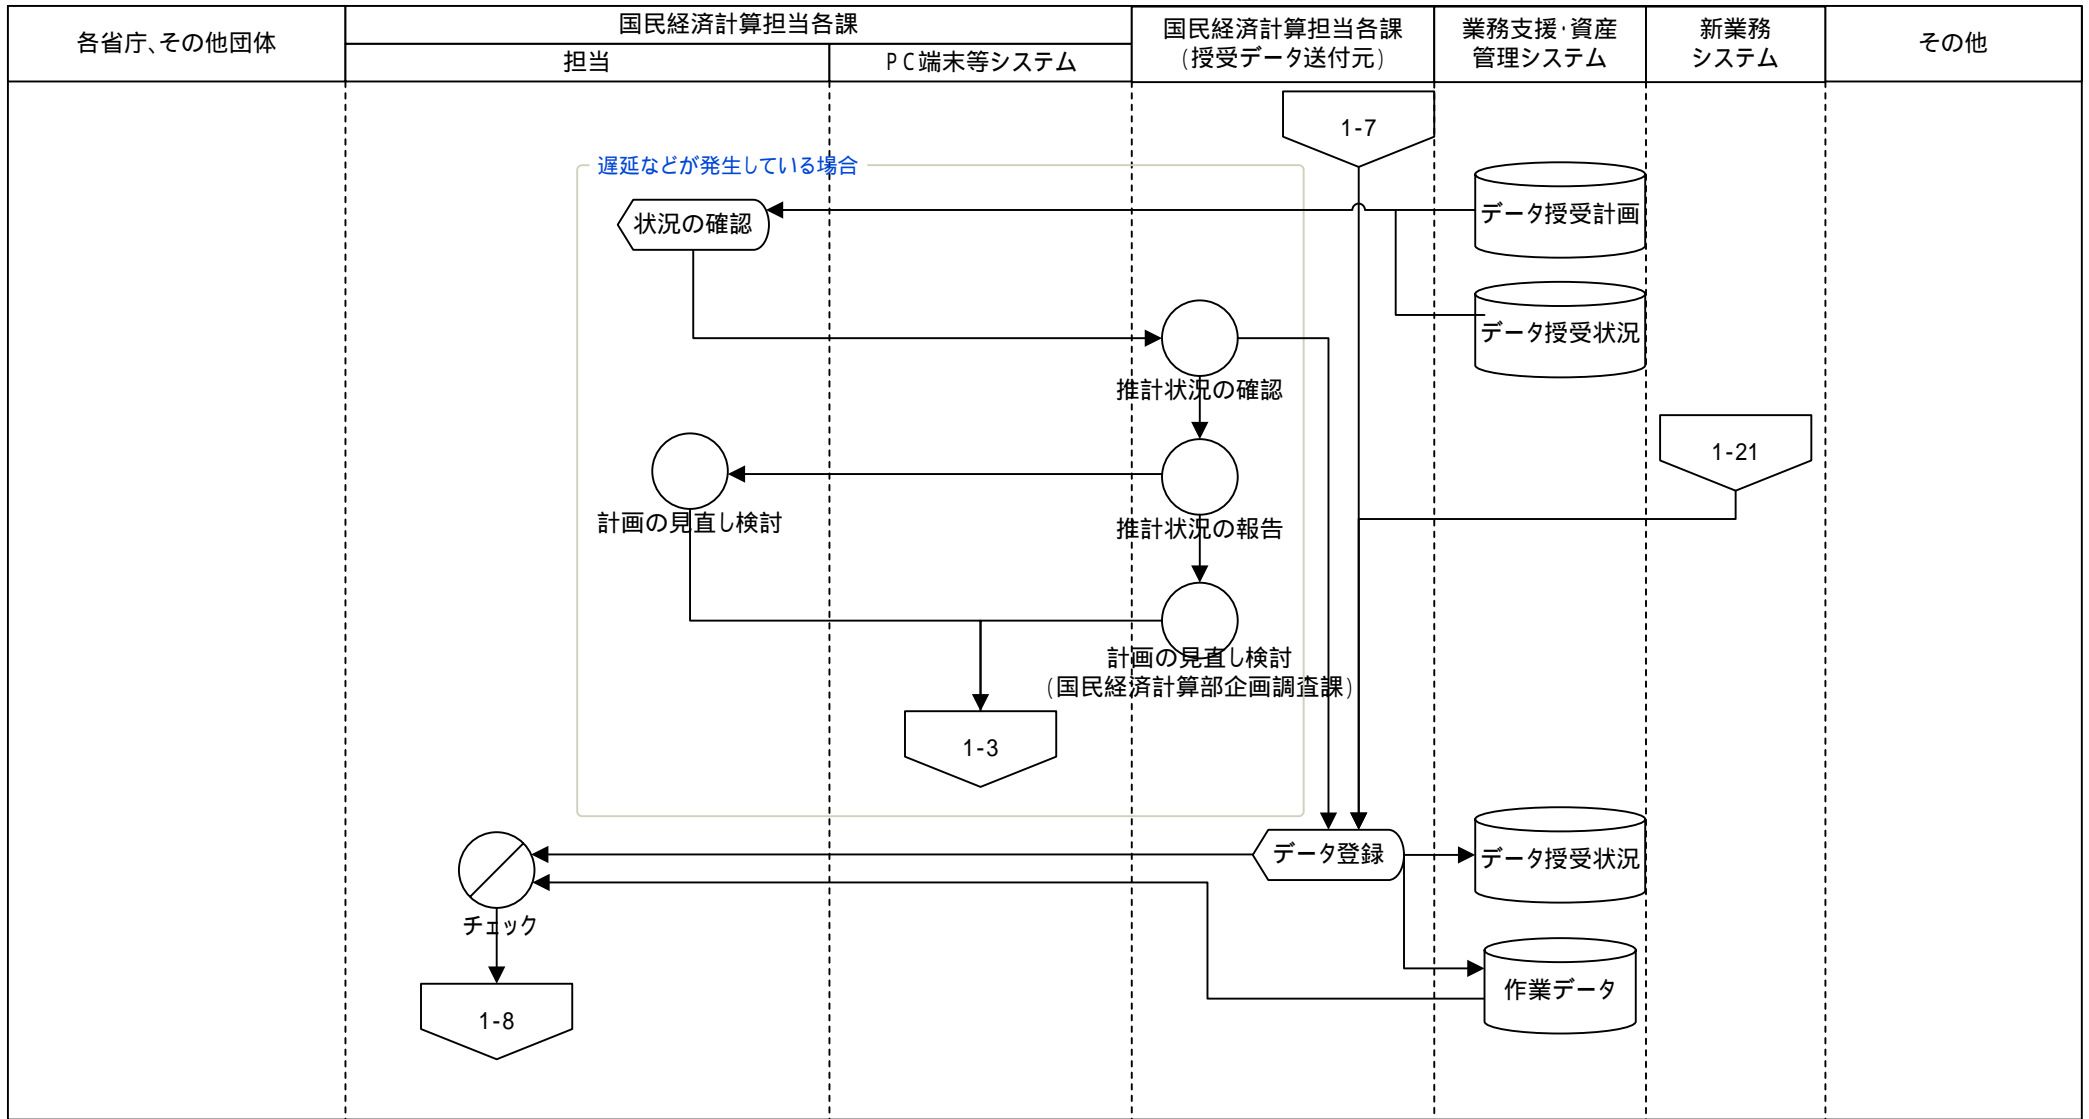 各省庁、その他団体
国民経済計算担当各課
担当
PC端末等システム
国民経済計算担当各課
(授受データ送付元)
業務支援・資産
管理システム
新業務
システム
その他
1-7
遅延などが発生している場合
状況の確認
データ授受計画
データ授受状況
推計状況の確認
1-21
計画の見直し検討
推計状況の報告
計画の見直し検討
(国民経済計算部企画調査課)
1-3
データ登録
データ授受状況
チェック
作業データ
1-8